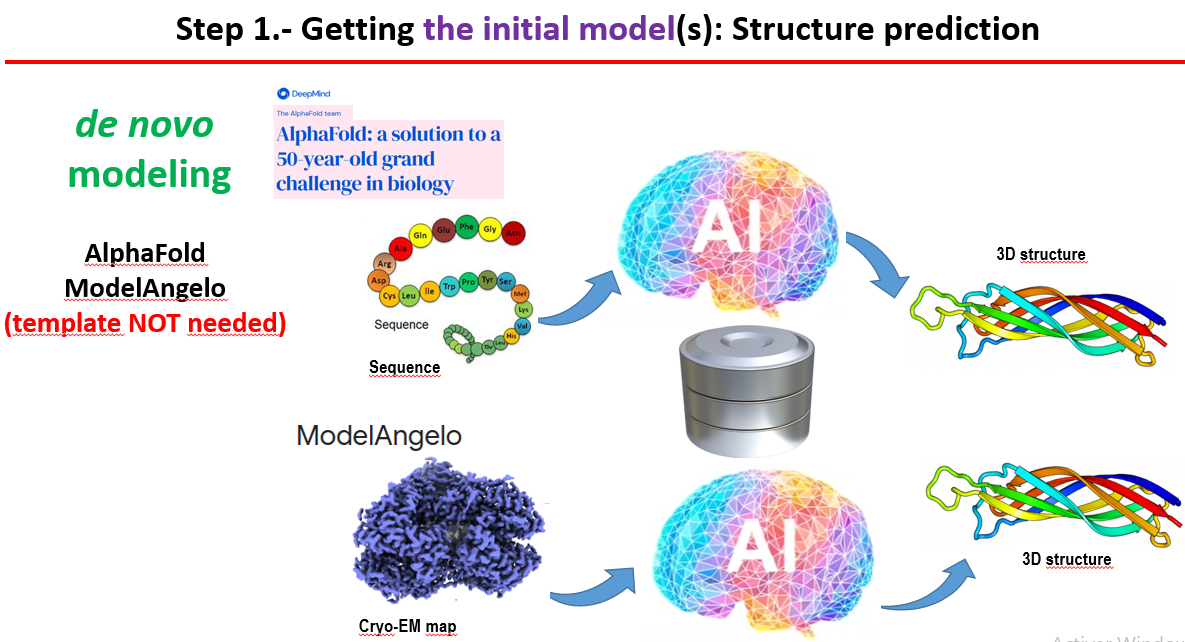 Step 1.- Getting the initial model(s): Structure prediction
de novo
modeling
AlphaFold
ModelAngelo
(template NOT needed)
DeepMind
The AlphaFold team
AlphaFold: a solution to a
50-year-old grand
challenge in biology
Gln
Glu
Phe
Gly
Asn
Ala
Arg
Asp
Cys
Leu
Ile
Trp
Pro
Tyr
Ser
Met
Lys
Val
His
Leu
Thr
Sequence
Sequence
AI
3D structure
ModelAngelo
Cryo-EM map
AI
3D structure